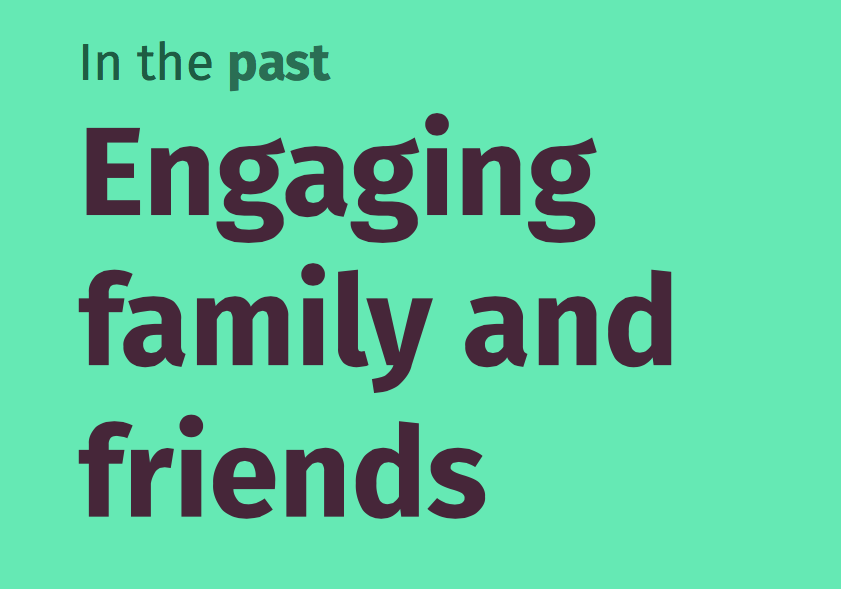 In the past
Engaging
family and
friends